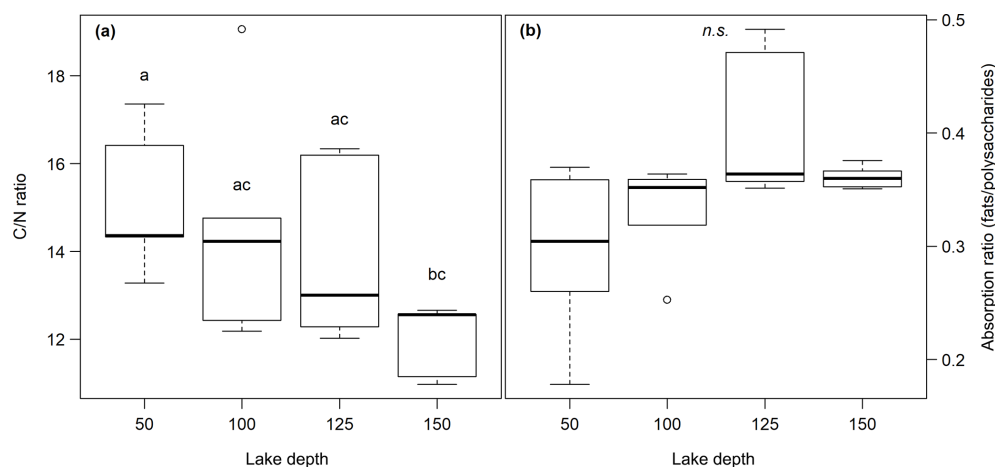 (a)
a
ac
ac
bc
18
16
14
12
C/N ratio
50 100 125 150
Lake depth
(b)
n.s.
0.5
0.4
0.3
0.2
Absorption ratio (fats/polysaccharides)
50 100 125 150
Lake depth